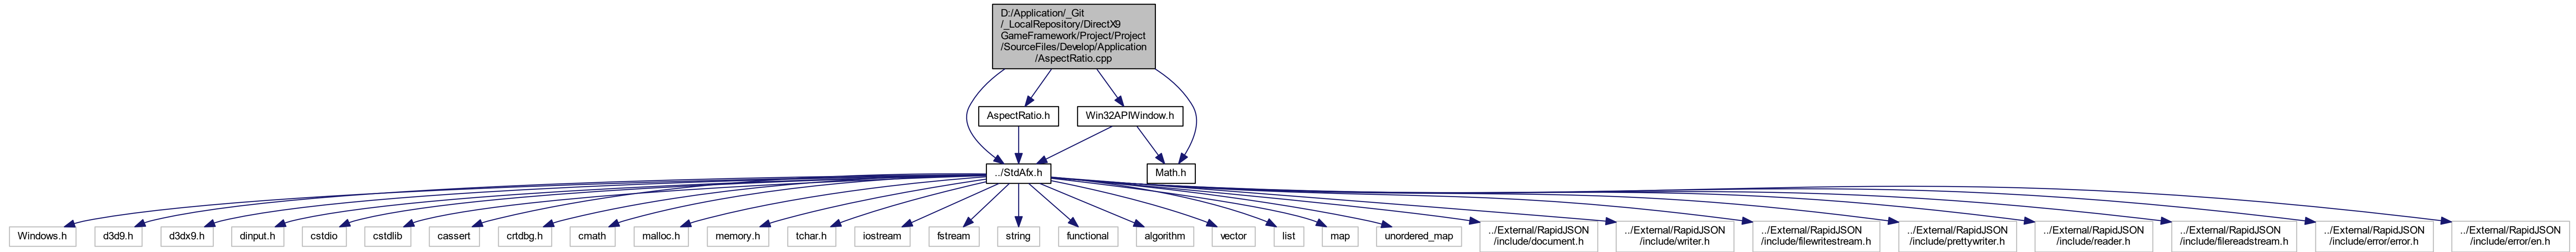 D:/Application/_Git
/_LocalRepository/DirectX9
GameFramework/Project/Project
/SourceFiles/Develop/Application
/AspectRatio.cpp
AspectRatio.h
Win32APIWindow.h
../StdAfx.h
Math.h
Windows.h
d3d9.h
d3dx9.h
dinput.h
cstdio
cstdlib
cassert
crtdbg.h
cmath
malloc.h
memory.h
tchar.h
iostream
fstream
string
functional
algorithm
vector
list
map
unordered_map
../External/RapidJSON
/include/document.h
../External/RapidJSON
/include/writer.h
../External/RapidJSON
/include/filewritestream.h
../External/RapidJSON
/include/prettywriter.h
../External/RapidJSON
/include/reader.h
../External/RapidJSON
/include/filereadstream.h
../External/RapidJSON
/include/error/error.h
../External/RapidJSON
/include/error/en.h